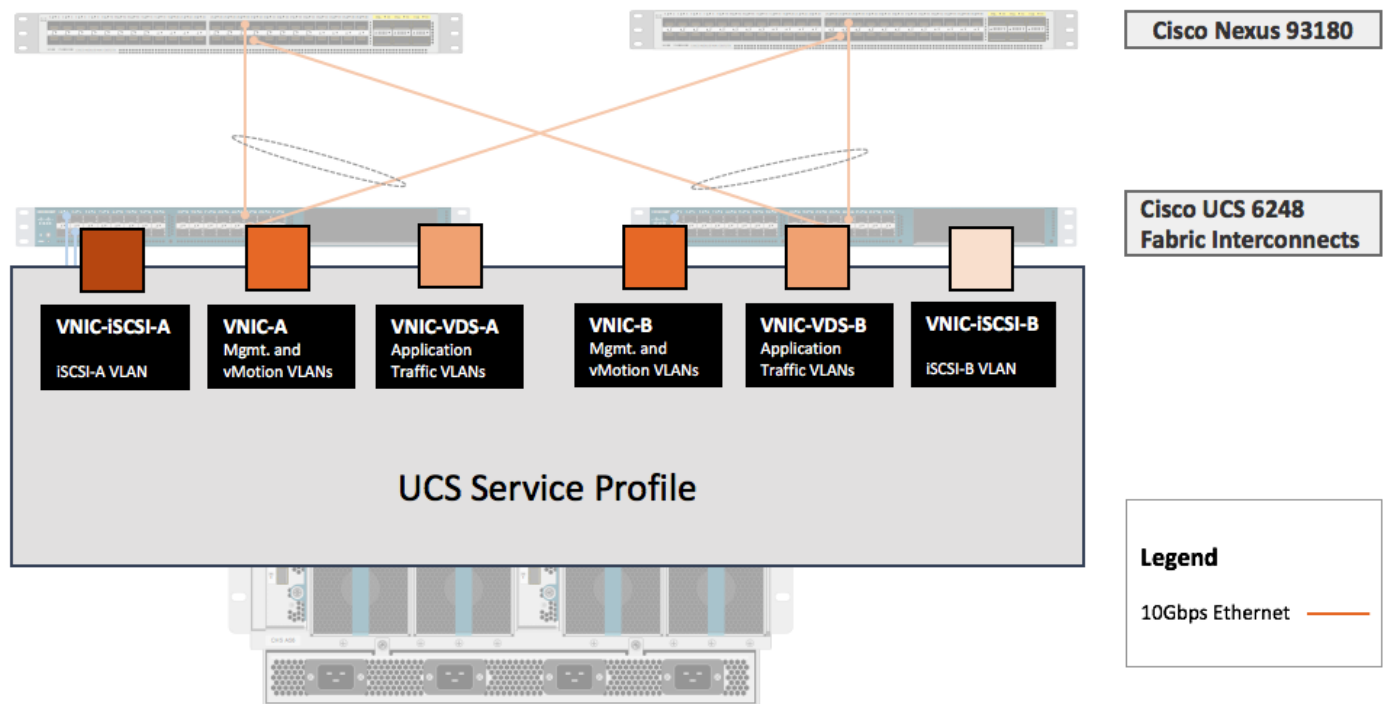 Cisco Nexus 93180
Cisco UCS 6248
Fabric Interconnects
VNIC-iSCSI-A
iSCSI-A VLAN
VNIC-A
Mgmt. and
vMotion VLANs
VNIC-VDS-A
Application
Traffic VLANs
VNIC-B
Mgmt. and
vMotion VLANs
VNIC-VDS-B
Application
Traffic VLANs
VNIC-iSCSI-B
iSCSI-B VLAN
UCS Service Profile
Legend
10Gbps Ethernet